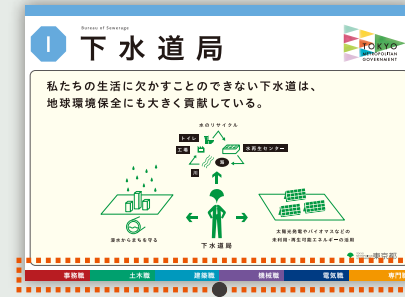 Bureau of Sewerage
I 下水道局
TOKYO
METROPOLITAN
GOVERNMENT
私たちの生活に欠かすことのできない下水道は、
地球環境保全にも大きく貢献している。
水のリサイクル
トイレ
工場
水再生センター
川
海
雨水からまちを守る
下水道局
太陽光発電やバイオマスなどの
未利用・再生可能エネルギーの活用
東京都
事務職 土木職 建築職 機械職 電気職 専門職